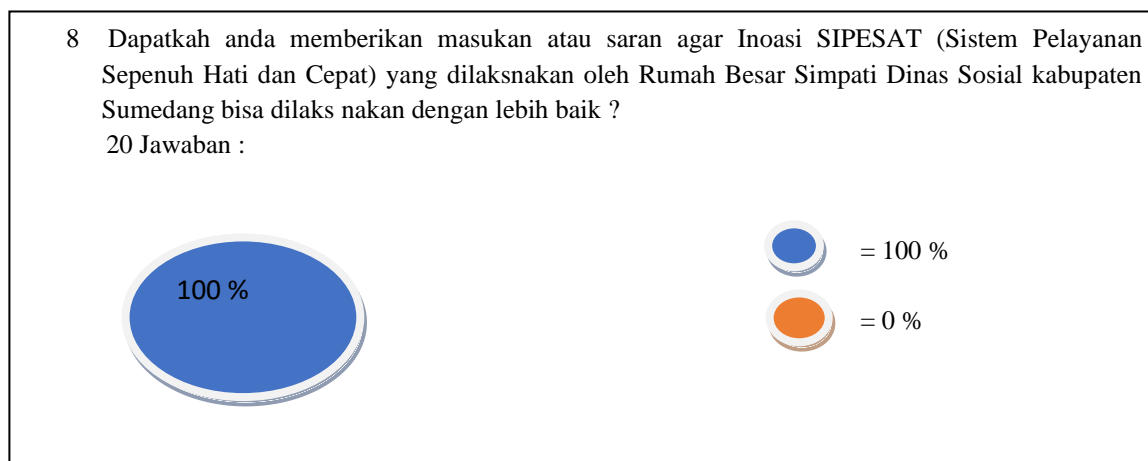 8 Dapatkah anda memberikan masukan atau saran agar Inoasi SIPESAT (Sistem Pelayanan
Sepenuh Hati dan Cepat) yang dilaksnakan oleh Rumah Besar Simpati Dinas Sosial kabupaten
Sumedang bisa dilaks nakan dengan lebih baik ?
20 Jawaban :
100 %
= 100 %
= 0 %